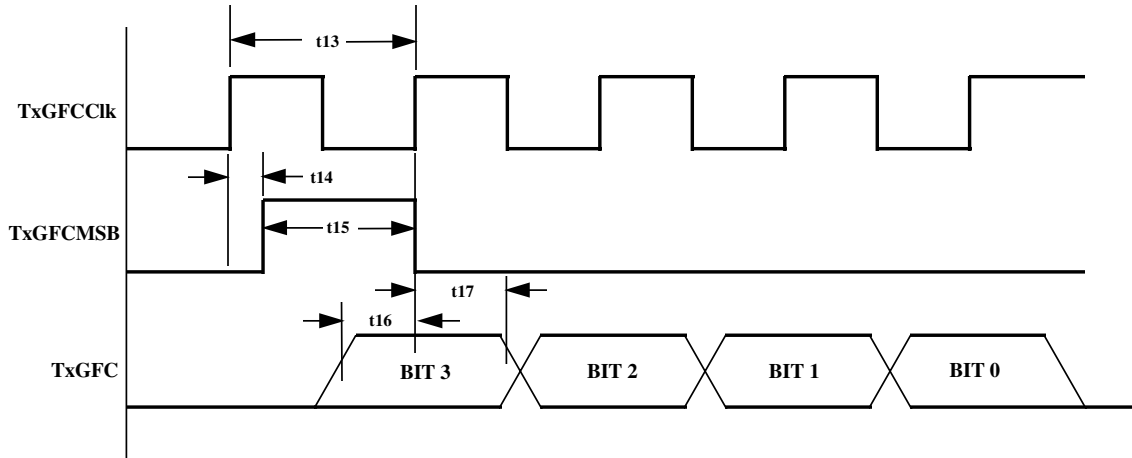 t13
TxGFCClk
t14
TxGFCMSB
t15
t17
t16
TxGFC
BIT 3
BIT 2
BIT 1
BIT 0